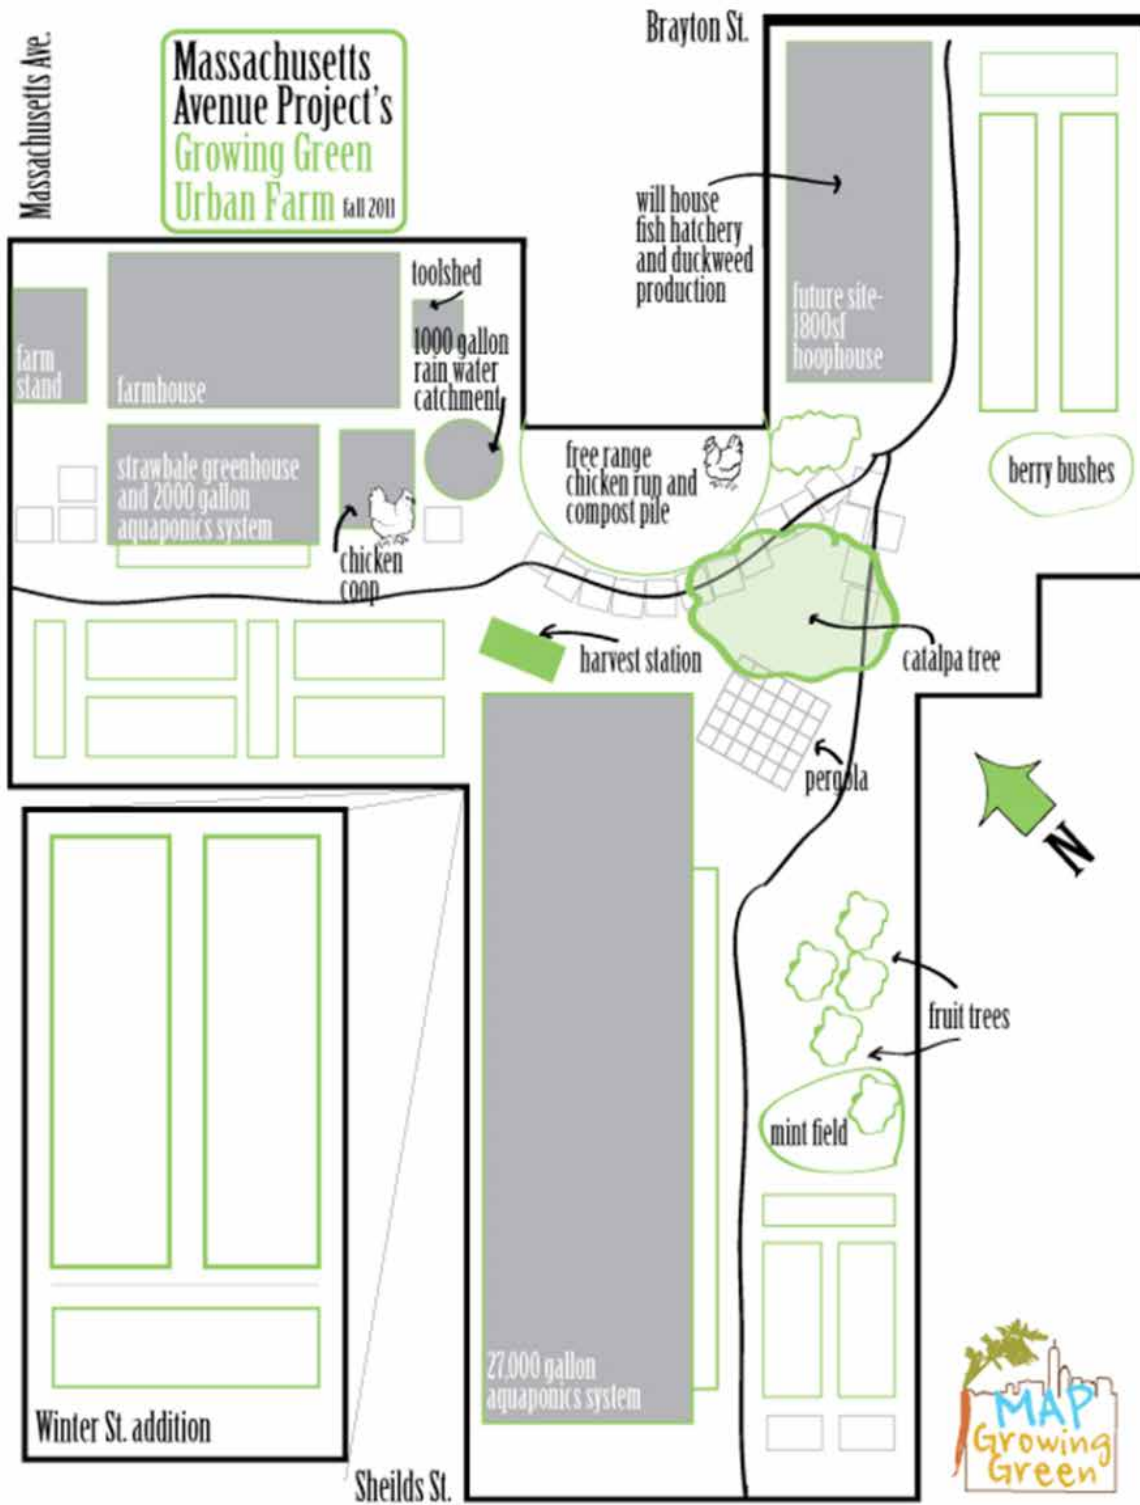 Massachusetts Ave.
Massachusetts
Avenue Project's
Growing Green
Urban Farm fall 2011
Brayton St.
will house
fish hatchery
and duckweed
production
future site-
1800sf
hoophouse
toolshed
1000 gallon
rain water
catchment
farm
stand
farmhouse
strawbale greenhouse
and 2000 gallon
aquaponics system
chicken
coop
free range
chicken run and
compost pile
berry bushes
harvest station
catalpa tree
pergola
N
fruit trees
mint field
27,000 gallon
aquaponics system
Winter St. addition
Sheilds St.
MAP
Growing
Green